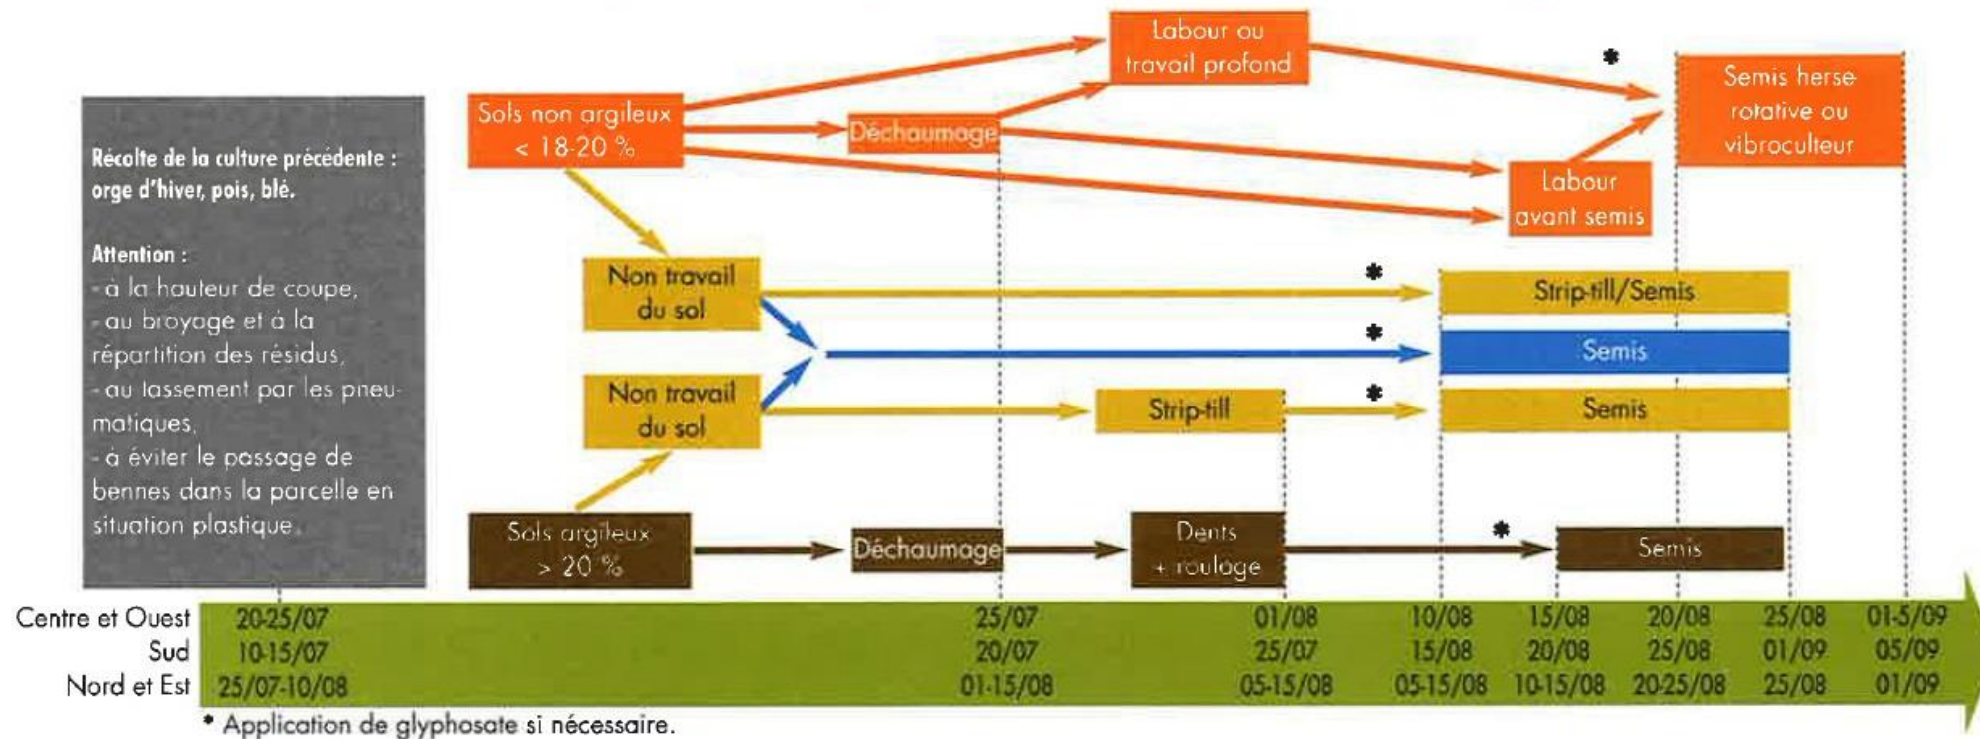 Récolte de la culture précédente :
orge d'hiver, pois, blé.
Attention :
- à la hauteur de coupe,
- au broyage et à la
répartition des résidus,
- au tassement par les pneu-
matiques,
- à éviter le passage de
bennes dans la parcelle en
situation plastique.
Sols non argileux
< 18-20 %
Déchaumage
Labour ou
travail profond
*
Labour
avant semis
Semis herse
rotative ou
vibroculteur
Non travail
du sol
*
Strip-till/Semis
*
Semis
Non travail
du sol
Strip-till
*
Semis
Sols argileux
> 20 %
Déchaumage
Dents
+ roulage
*
Semis
Centre et Ouest 20-25/07 25/07 01/08 10/08 15/08 20/08 25/08 01-5/09
Sud 10-15/07 20/07 25/07 15/08 20/08 25/08 01/09 05/09
Nord et Est 25/07-10/08 01-15/08 05-15/08 05-15/08 10-15/08 20-25/08 25/08 01/09
* Application de glyphosate si nécessaire.